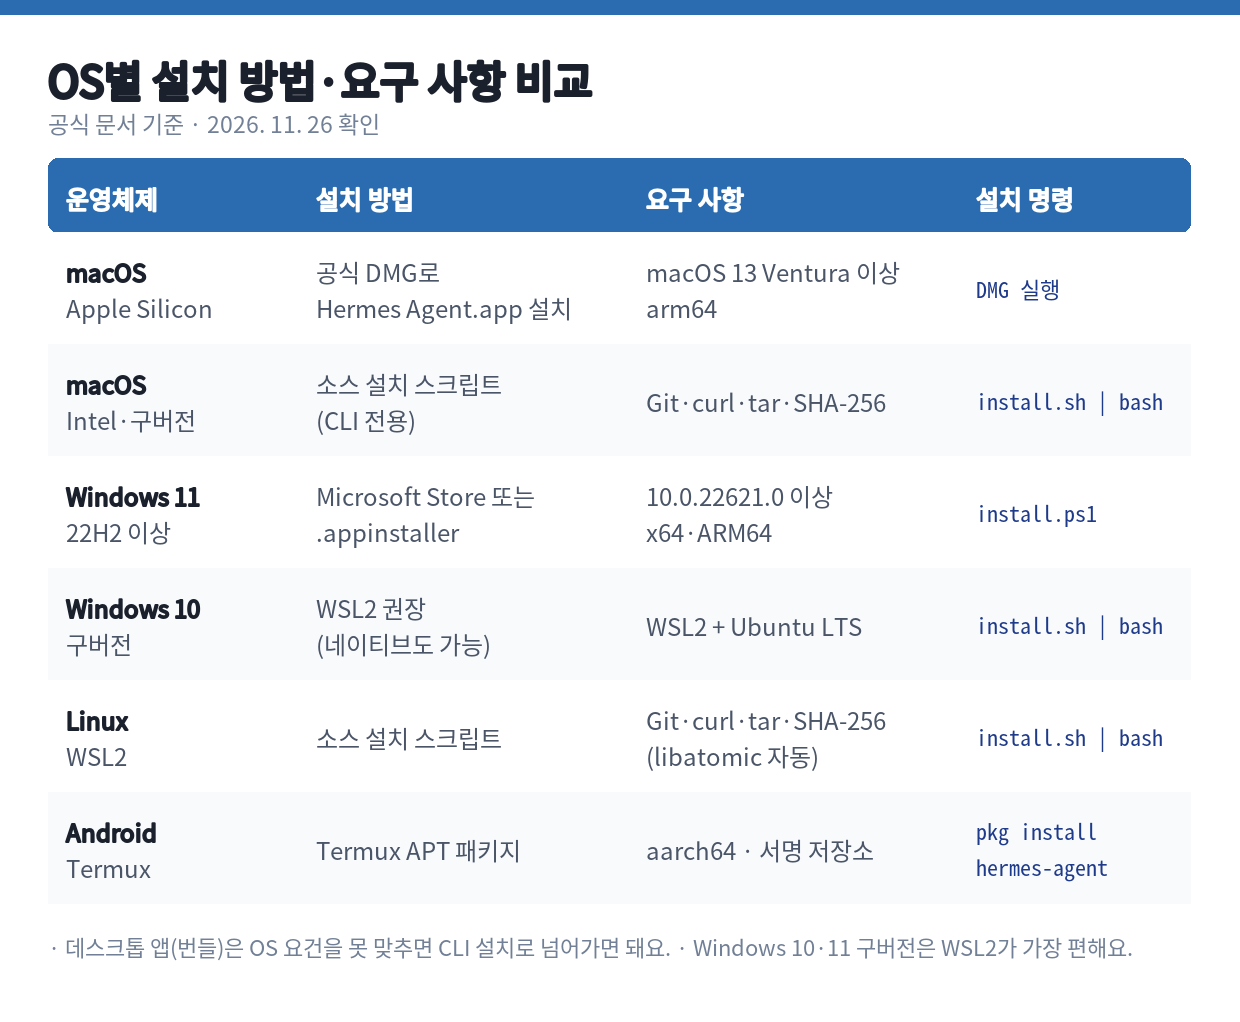 OS별 설치 방법·요구 사항 비교
공식 문서 기준 · 2026. 11. 26 확인
운영체제 설치 방법 요구 사항 설치 명령
macOS
Apple Silicon
공식 DMG로
Hermes Agent.app 설치
macOS 13 Ventura 이상
arm64
DMG 실행
macOS
Intel·구버전
소스 설치 스크립트
(CLI 전용)
Git·curl·tar·SHA-256
install.sh | bash
Windows 11
22H2 이상
Microsoft Store 또는
.appinstaller
10.0.22621.0 이상
x64·ARM64
install.ps1
Windows 10
구버전
WSL2 권장
(네이티브도 가능)
WSL2 + Ubuntu LTS
install.sh | bash
Linux
WSL2
소스 설치 스크립트
Git·curl·tar·SHA-256
(libatomic 자동)
install.sh | bash
Android
Termux
Termux APT 패키지
aarch64 · 서명 저장소
pkg install
hermes-agent
· 데스크톱 앱(번들)은 OS 요건을 못 맞추면 CLI 설치로 넘어가면 돼요. · Windows 10·11 구버전은 WSL2가 가장 편해요.